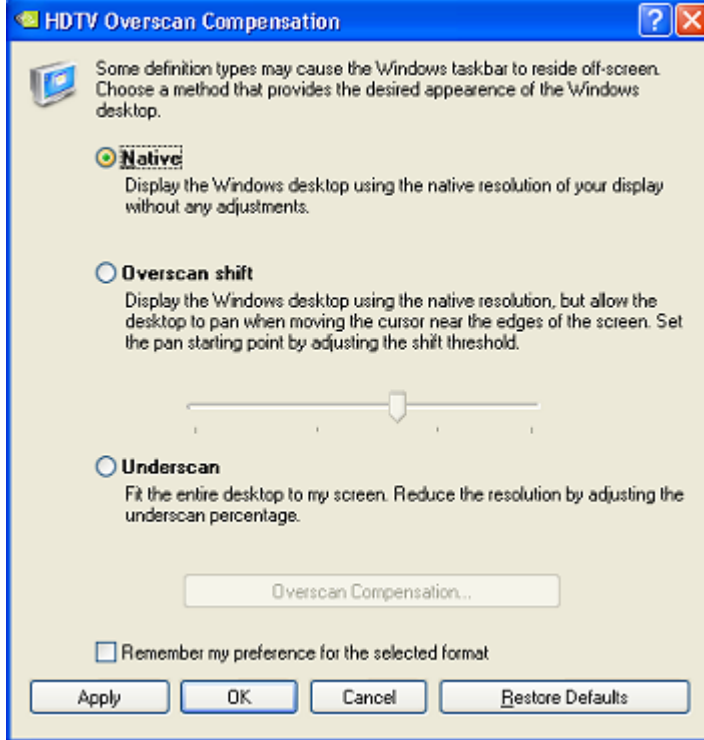 HDTV Overscan Compensation
Some definition types may cause the Windows taskbar to reside off-screen.
Choose a method that provides the desired appearence of the Windows
desktop.
Native
Display the Windows desktop using the native resolution of your display
without any adjustments.
Overscan shift
Display the Windows desktop using the native resolution, but allow the
desktop to pan when moving the cursor near the edges of the screen. Set
the pan starting point by adjusting the shift threshold.
Underscan
Fit the entire desktop to my screen. Reduce the resolution by adjusting the
underscan percentage.
Overscan Compensation...
Remember my preference for the selected format
Apply OK Cancel Restore Defaults